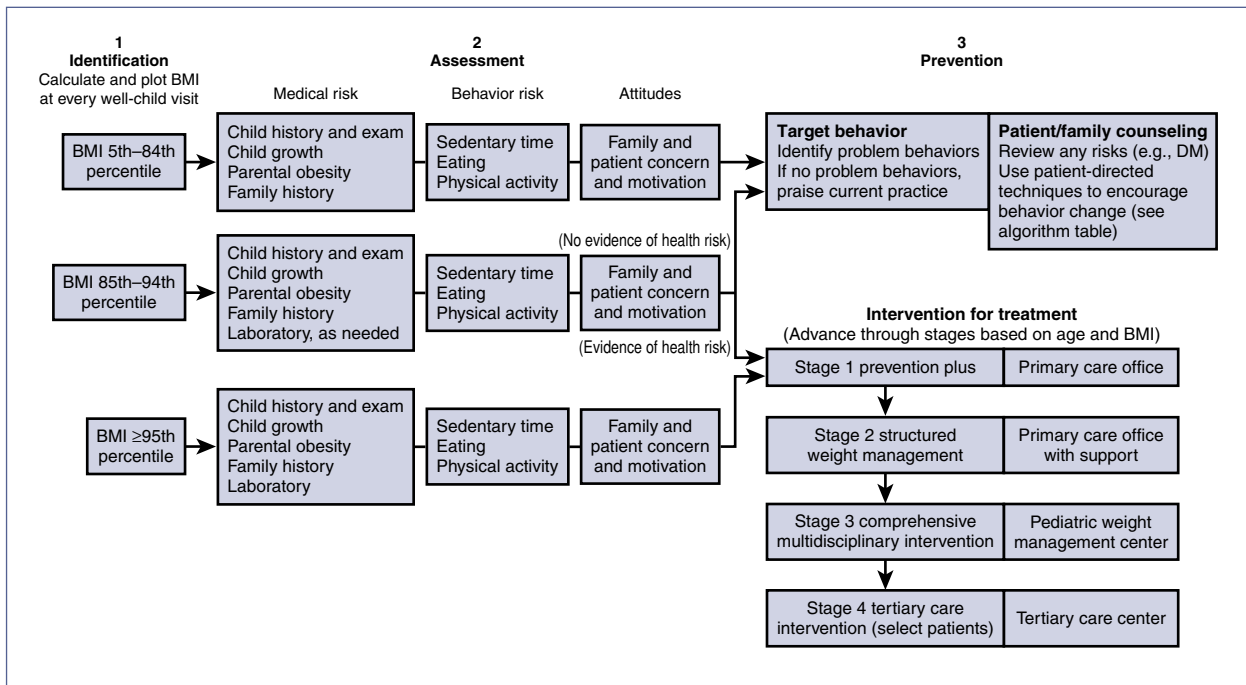 1
Identification
Calculate and plot BMI
at every well-child visit
2
Assessment
3
Prevention
Medical risk
Behavior risk
Attitudes
BMI 5th–84th
percentile
Child history and exam
Child growth
Parental obesity
Family history
Sedentary time
Eating
Physical activity
Family and
patient concern
and motivation
Target behavior
Identify problem behaviors
If no problem behaviors,
praise current practice
Patient/family counseling
Review any risks (e.g., DM)
Use patient-directed
techniques to encourage
behavior change (see
algorithm table)
BMI 85th–94th
percentile
Child history and exam
Child growth
Parental obesity
Family history
Laboratory, as needed
Sedentary time
Eating
Physical activity
(No evidence of health risk)
Family and
patient concern
and motivation
(Evidence of health risk)
BMI ≥95th
percentile
Child history and exam
Child growth
Parental obesity
Family history
Laboratory
Sedentary time
Eating
Physical activity
Family and
patient concern
and motivation
Intervention for treatment
(Advance through stages based on age and BMI)
Stage 1 prevention plus
Primary care office
Stage 2 structured
weight management
Primary care office
with support
Stage 3 comprehensive
multidisciplinary intervention
Pediatric weight
management center
Stage 4 tertiary care
intervention (select patients)
Tertiary care center